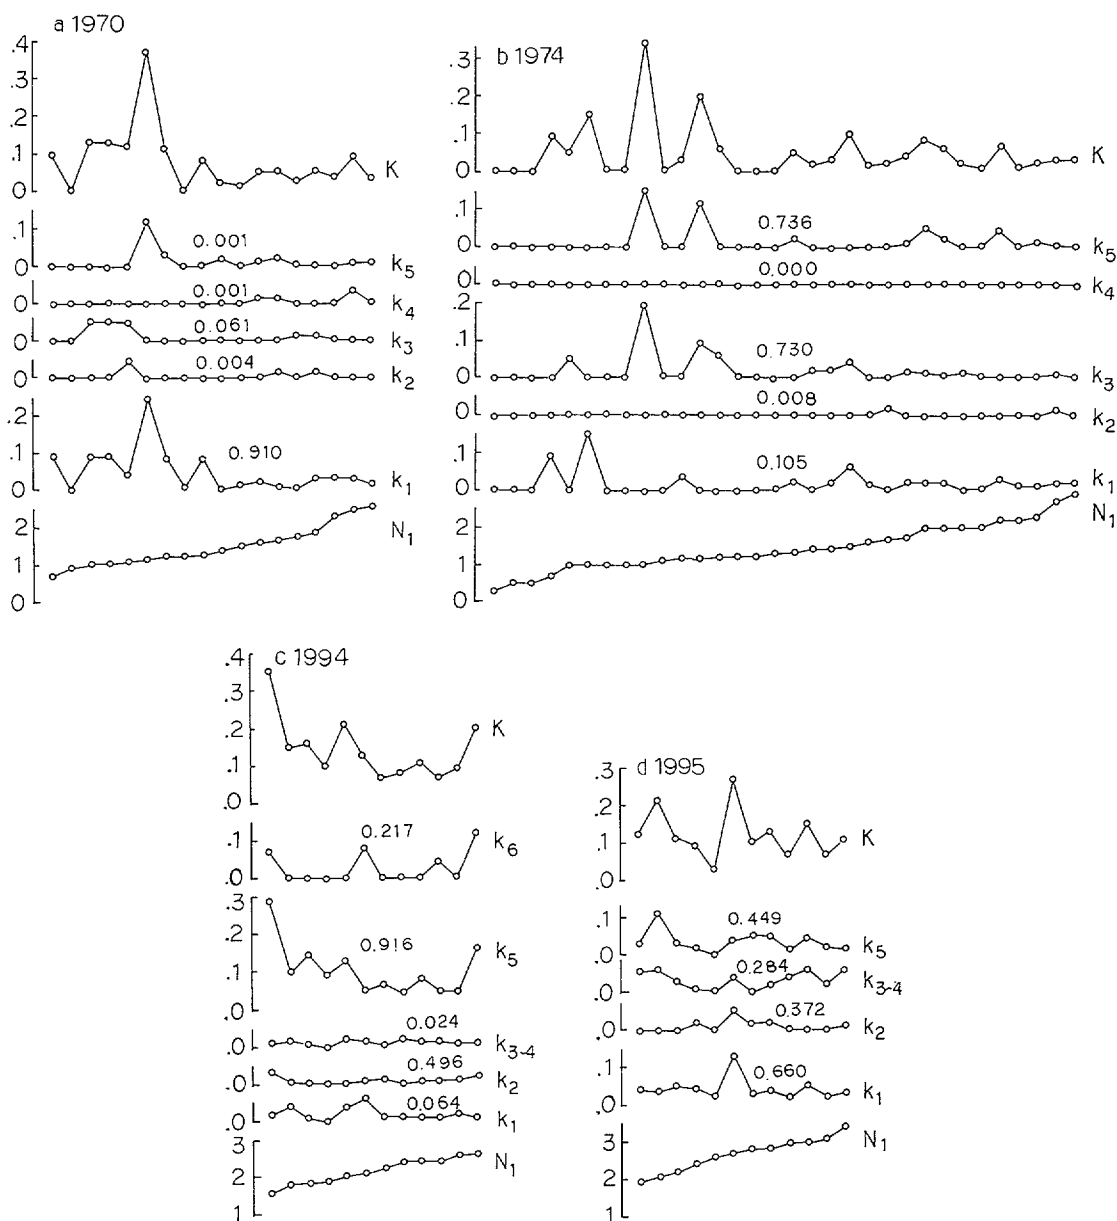 a 1970
.4
.3
.2
.1
0
K
.1
0
0.001
k5
0
0.001
k4
0
0.061
k3
0
0.004
k2
.2
.1
0
0.910
k1
2
1
0
N1
b 1974
.3
.2
.1
0
K
.1
0
0.736
k5
0
0.000
k4
.2
.1
0
0.730
k3
0
0.008
k2
.1
0
0.105
k1
2
1
0
N1
c 1994
.4
.3
.2
.1
.0
K
.1
.0
0.217
k6
.3
.2
.1
.0
0.916
k5
.0
0.024
k3-4
.0
0.496
k2
.0
0.064
k1
3
2
1
N1
d 1995
.3
.2
.1
.0
K
.1
.0
0.449
k5
.0
0.284
k3-4
.0
0.372
k2
.1
.0
0.660
k1
3
2
1
N1